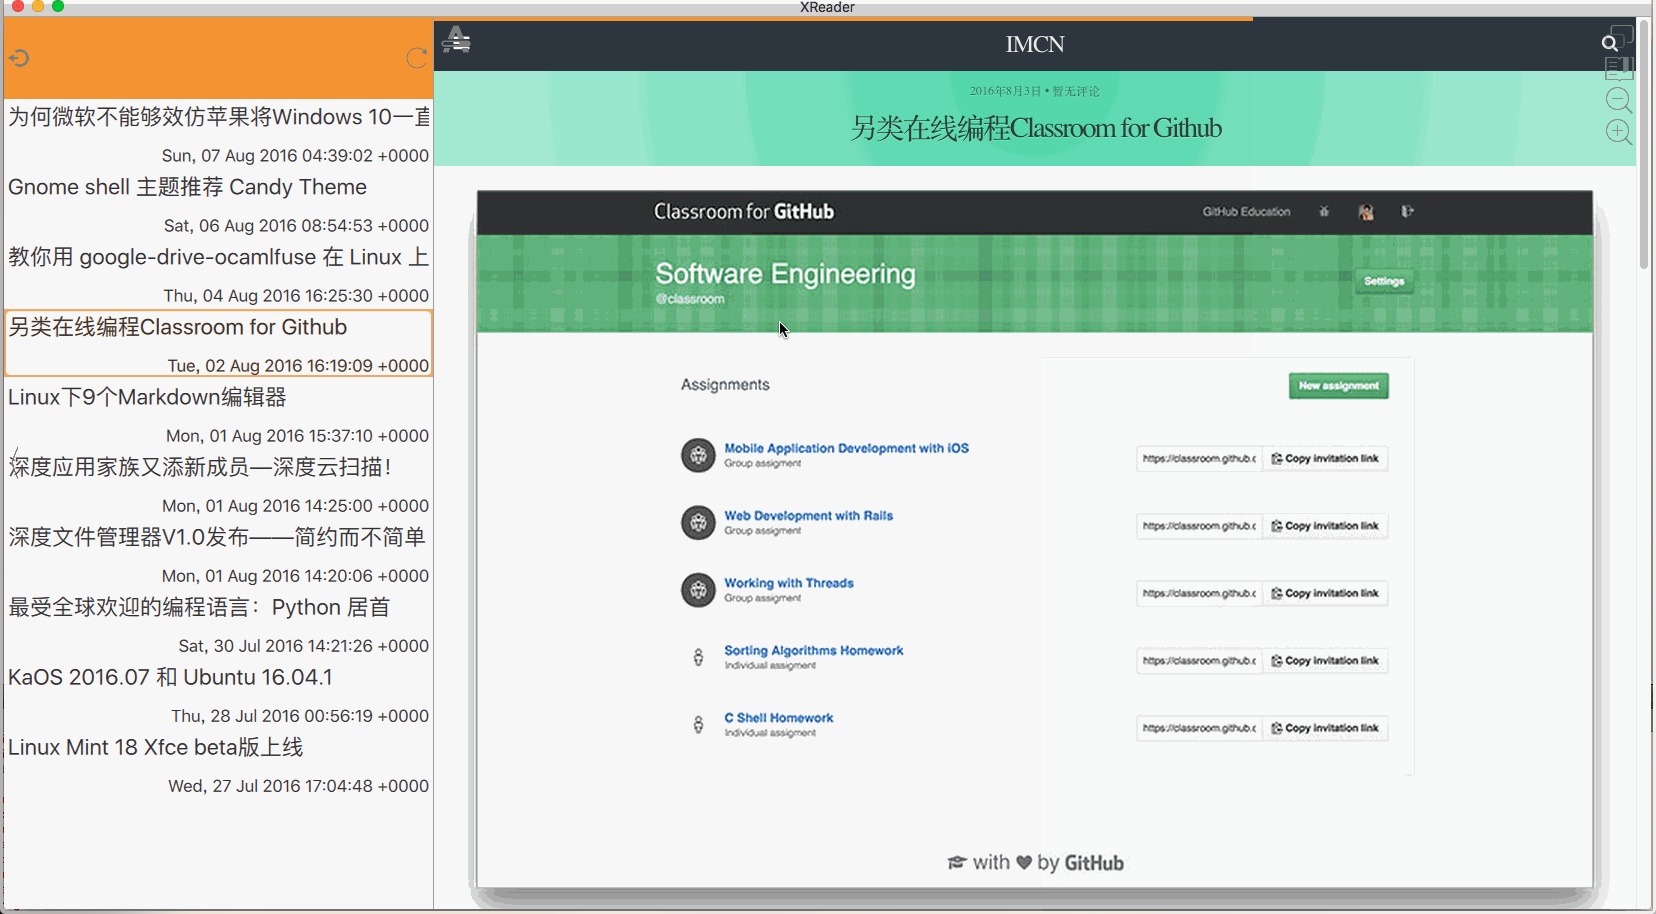 XReader
为何微软不能够效仿苹果将Windows 10一直
Sun, 07 Aug 2016 04:39:02 +0000
Gnome shell 主题推荐 Candy Theme
Sat, 06 Aug 2016 08:54:53 +0000
教你用 google-drive-ocamlfuse 在 Linux 上
Thu, 04 Aug 2016 16:25:30 +0000
另类在线编程Classroom for Github
Tue, 02 Aug 2016 16:19:09 +0000
Linux下9个Markdown编辑器
Mon, 01 Aug 2016 15:37:10 +0000
深度应用家族又添新成员—深度云扫描！
Mon, 01 Aug 2016 14:25:00 +0000
深度文件管理器V1.0发布——简约而不简单
Mon, 01 Aug 2016 14:20:06 +0000
最受全球欢迎的编程语言：Python 居首
Sat, 30 Jul 2016 14:21:26 +0000
KaOS 2016.07 和 Ubuntu 16.04.1
Thu, 28 Jul 2016 00:56:19 +0000
Linux Mint 18 Xfce beta版上线
Wed, 27 Jul 2016 17:04:48 +0000
IMCN
2016年8月3日 • 暂无评论
另类在线编程Classroom for Github
Classroom for GitHub
GitHub Education
Software Engineering
@classroom
Settings
Assignments
New assignment
Mobile Application Development with iOS
Group assigment
https://classroom.github.c Copy invitation link
Web Development with Rails
Group assigment
https://classroom.github.c Copy invitation link
Working with Threads
Group assigment
https://classroom.github.c Copy invitation link
Sorting Algorithms Homework
Individual assigment
https://classroom.github.c Copy invitation link
C Shell Homework
Individual assigment
https://classroom.github.c Copy invitation link
with ♥ by GitHub